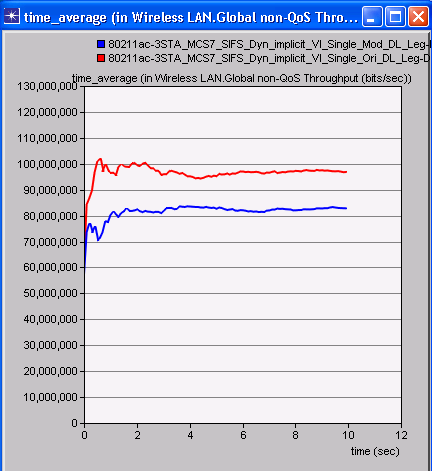 time_average (in Wireless LAN.Global non-QoS Thro...
80211ac-3STA_MCS7_SIFS_Dyn_implicit_VI_Single_Mod_DL_Leg-
80211ac-3STA_MCS7_SIFS_Dyn_implicit_VI_Single_Ori_DL_Leg-D
time_average (in Wireless LAN.Global non-QoS Throughput (bits/sec))
130,000,000
120,000,000
110,000,000
100,000,000
90,000,000
80,000,000
70,000,000
60,000,000
50,000,000
40,000,000
30,000,000
20,000,000
10,000,000
0
0 2 4 6 8 10 12
time (sec)